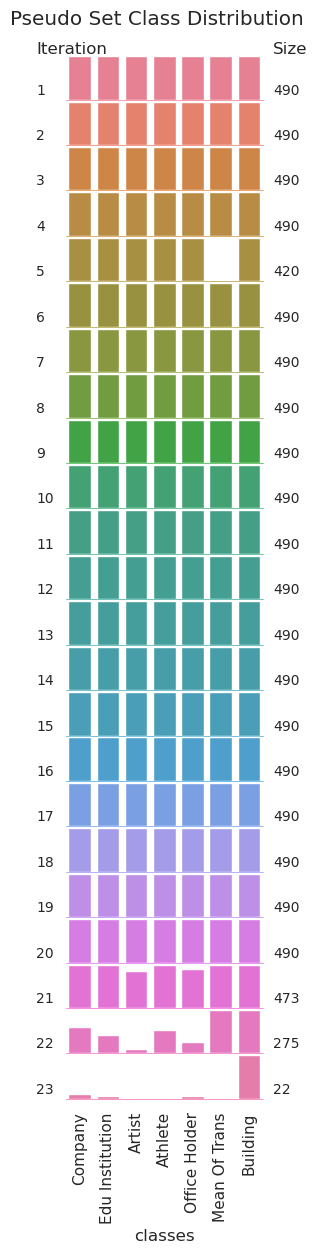 Pseudo Set Class Distribution
Iteration Size
1 490
2 490
3 490
4 490
5 420
6 490
7 490
8 490
9 490
10 490
11 490
12 490
13 490
14 490
15 490
16 490
17 490
18 490
19 490
20 490
21 473
22 275
23 22
Company
Edu Institution
Artist
Athlete
Office Holder
Mean Of Trans
Building
classes